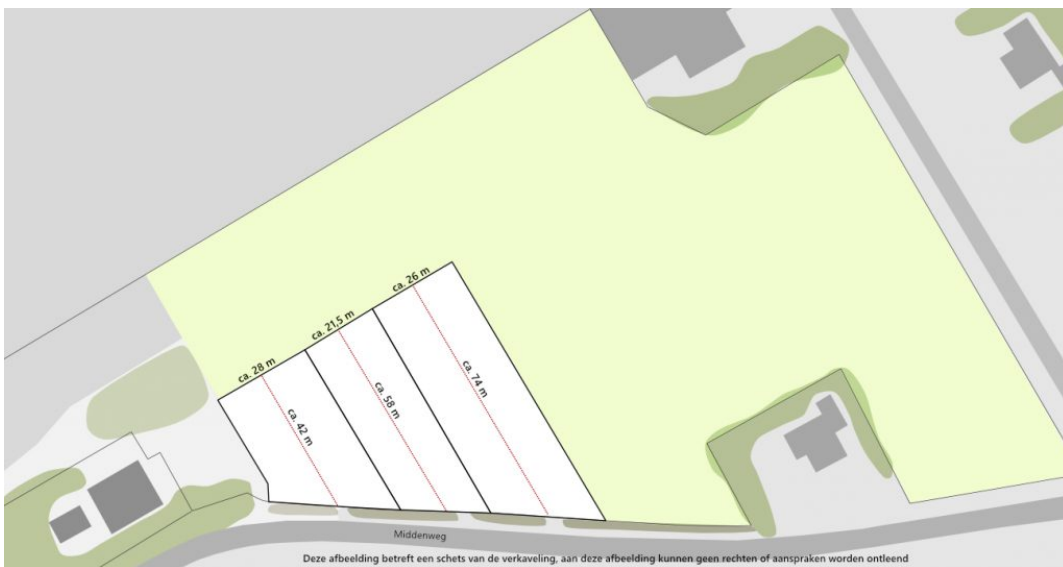 ca. 26 m
ca. 21,5 m
ca. 28 m
ca. 74 m
ca. 58 m
ca. 42 m
Middenweg
Deze afbeelding betreft een schets van de verkaveling, aan deze afbeelding kunnen geen rechten of aanspraken worden ontleend